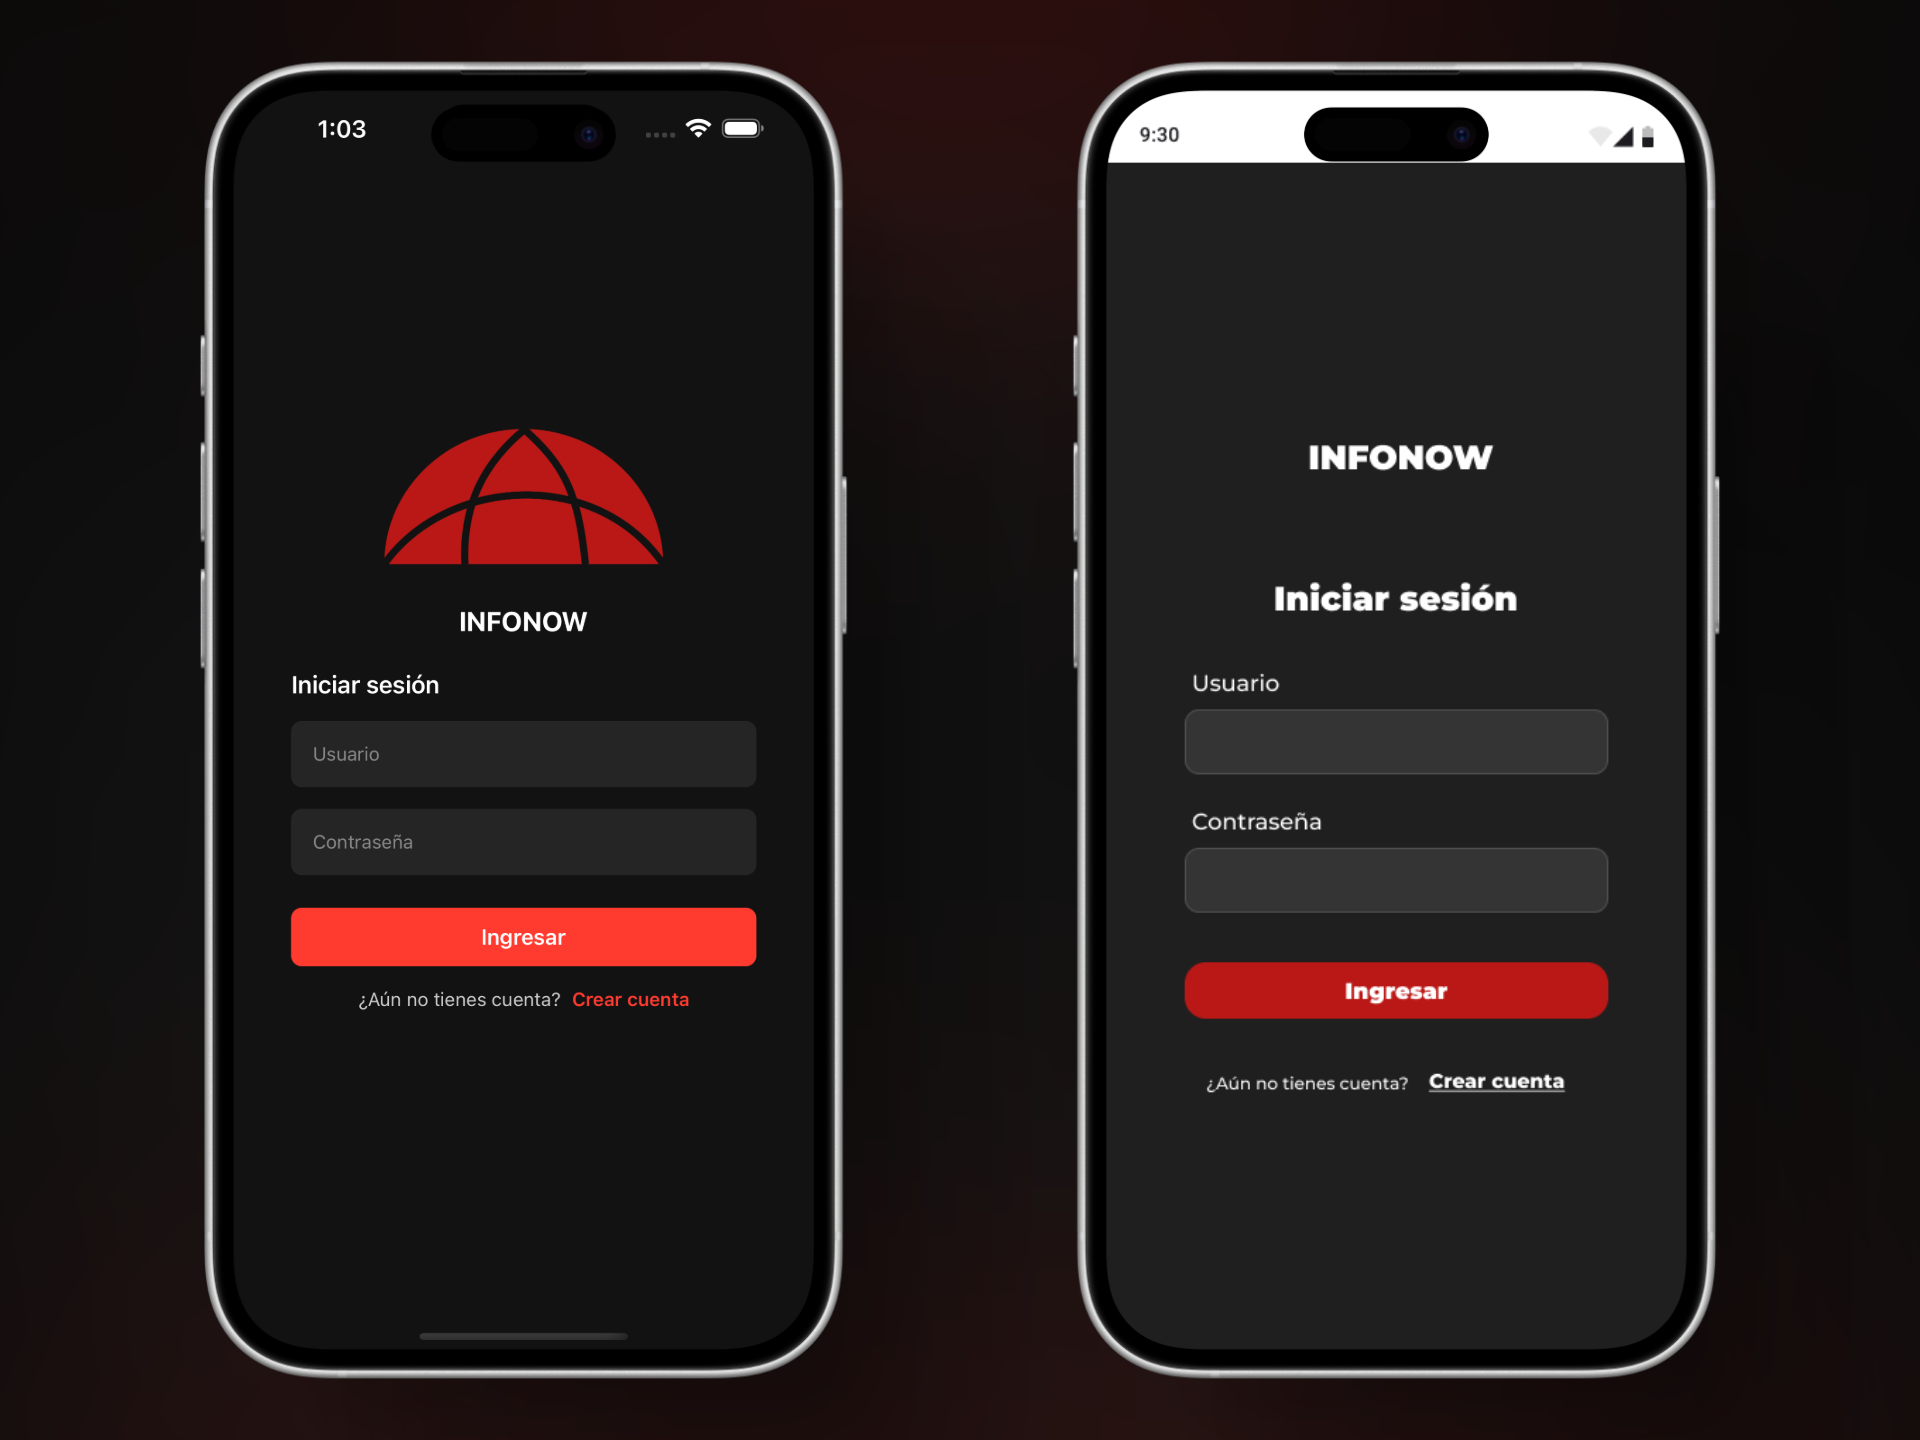 1:03
INFONOW
Iniciar sesión
Usuario
Contraseña
Ingresar
¿Aún no tienes cuenta? Crear cuenta
9:30
INFONOW
Iniciar sesión
Usuario
Contraseña
Ingresar
¿Aún no tienes cuenta? Crear cuenta